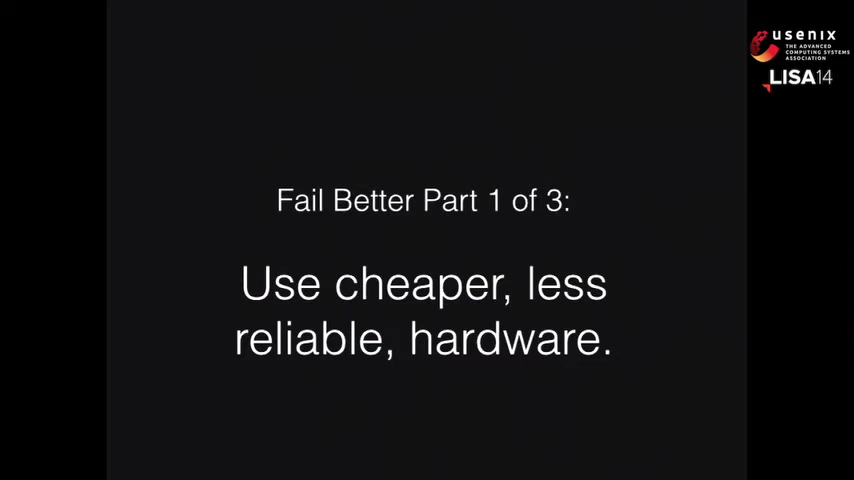 usenix
THE ADVANCED
COMPUTING SYSTEMS
ASSOCIATION
LISA14
Fail Better Part 1 of 3:
Use cheaper, less
reliable, hardware.